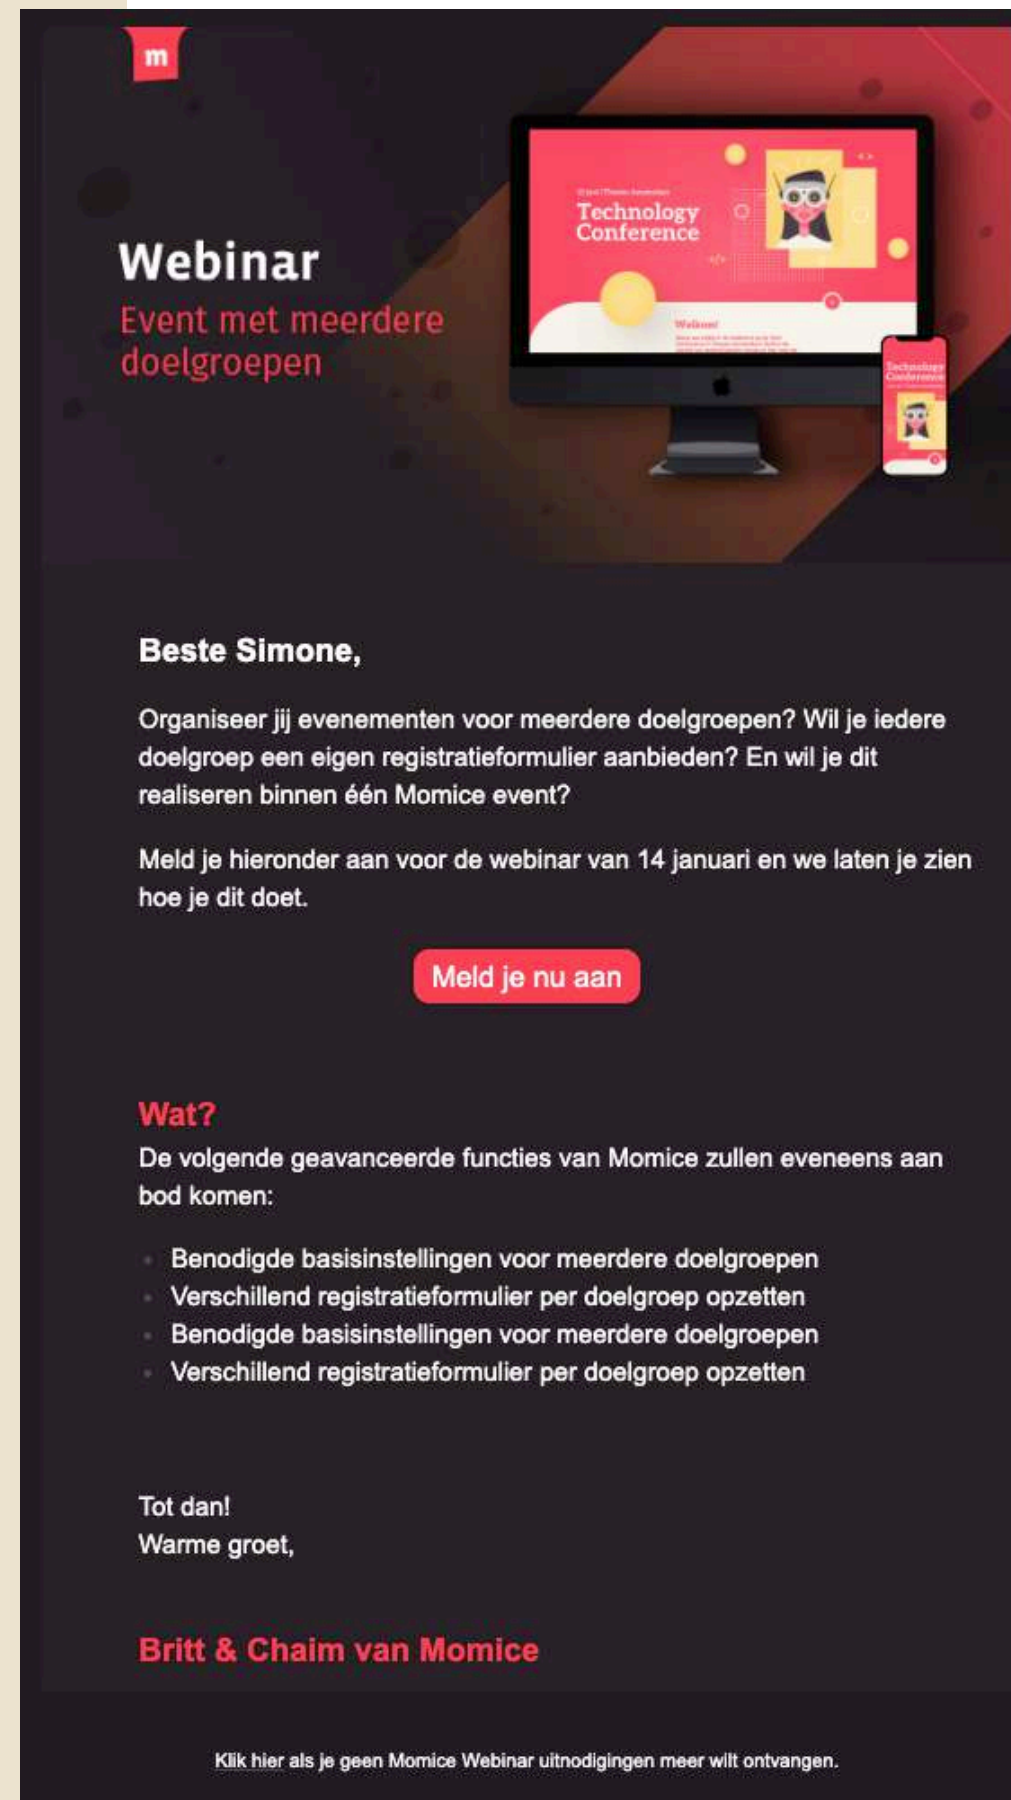 m
Webinar
Event met meerdere
doelgroepen
Technology
Conference
Welkom!
Technology
Conference
Beste Simone,
Organiseer jij evenementen voor meerdere doelgroepen? Wil je iedere
doelgroep een eigen registratieformulier aanbieden? En wil je dit
realiseren binnen één Momice event?
Meld je hieronder aan voor de webinar van 14 januari en we laten je zien
hoe je dit doet.
Meld je nu aan
Wat?
De volgende geavanceerde functies van Momice zullen eveneens aan
bod komen:
• Benodigde basisinstellingen voor meerdere doelgroepen
• Verschillend registratieformulier per doelgroep opzetten
• Benodigde basisinstellingen voor meerdere doelgroepen
• Verschillend registratieformulier per doelgroep opzetten
Tot dan!
Warme groet,
Britt & Chaim van Momice
Klik hier als je geen Momice Webinar uitnodigingen meer wilt ontvangen.